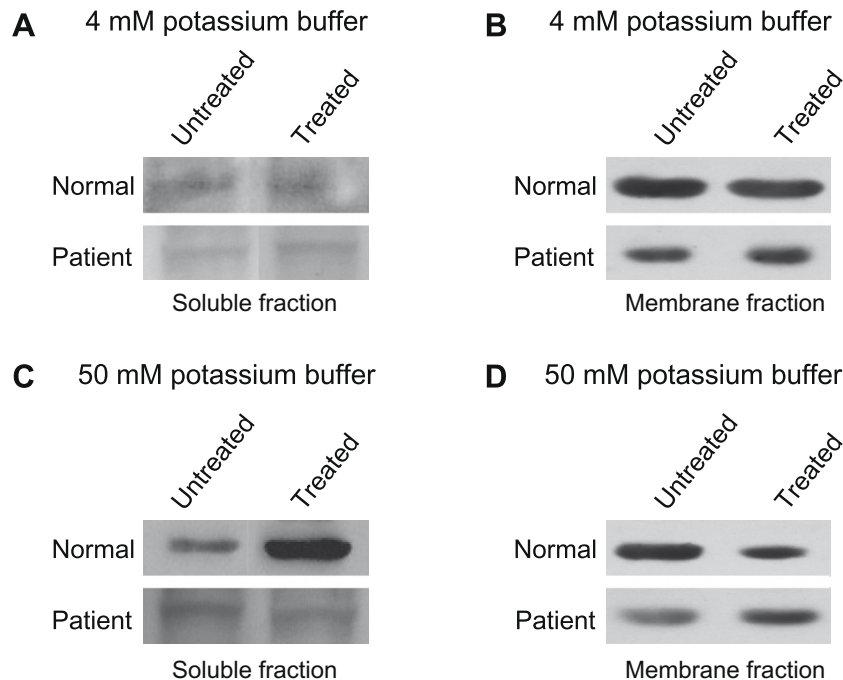 A 4 mM potassium buffer
Untreated Treated
Normal
Patient
Soluble fraction
B 4 mM potassium buffer
Untreated Treated
Normal
Patient
Membrane fraction
C 50 mM potassium buffer
Untreated Treated
Normal
Patient
Soluble fraction
D 50 mM potassium buffer
Untreated Treated
Normal
Patient
Membrane fraction